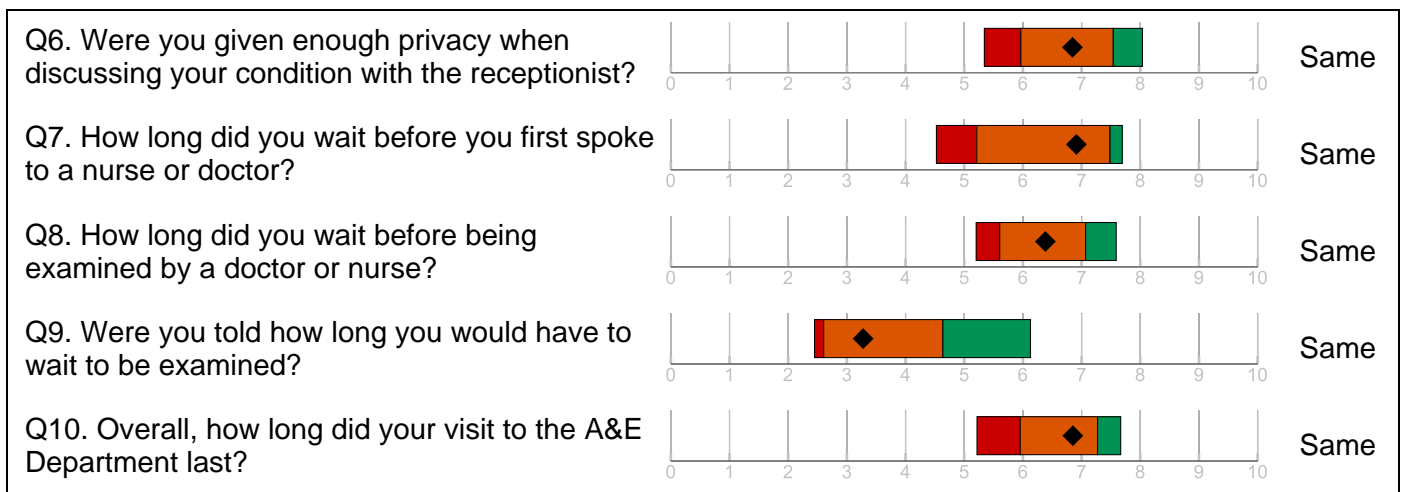 Q6. Were you given enough privacy when
discussing your condition with the receptionist?
0 1 2 3 4 5 6 7 8 9 10
Same
Q7. How long did you wait before you first spoke
to a nurse or doctor?
0 1 2 3 4 5 6 7 8 9 10
Same
Q8. How long did you wait before being
examined by a doctor or nurse?
0 1 2 3 4 5 6 7 8 9 10
Same
Q9. Were you told how long you would have to
wait to be examined?
0 1 2 3 4 5 6 7 8 9 10
Same
Q10. Overall, how long did your visit to the A&E
Department last?
0 1 2 3 4 5 6 7 8 9 10
Same